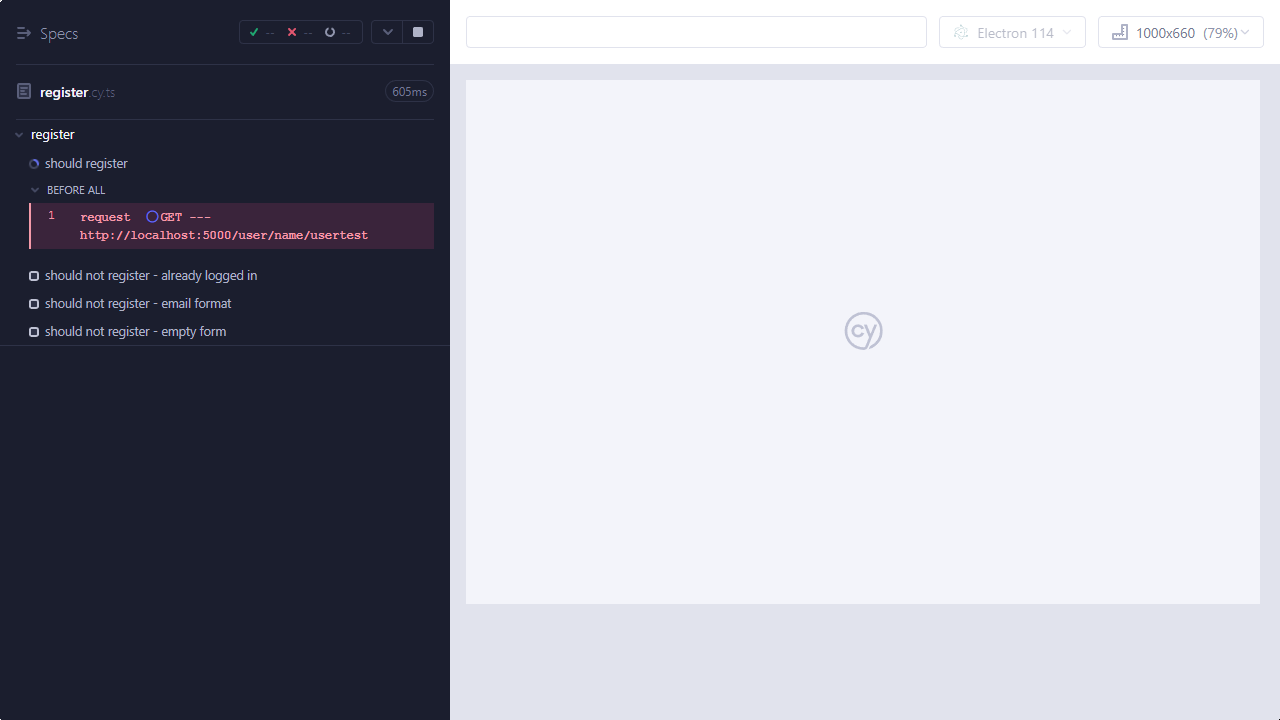 Specs
--
--
--
Electron 114
1000x660 (79%)
register.cy.ts
605ms
register
should register
BEFORE ALL
1 request GET ---
http://localhost:5000/user/name/usertest
should not register - already logged in
should not register - email format
should not register - empty form
cy